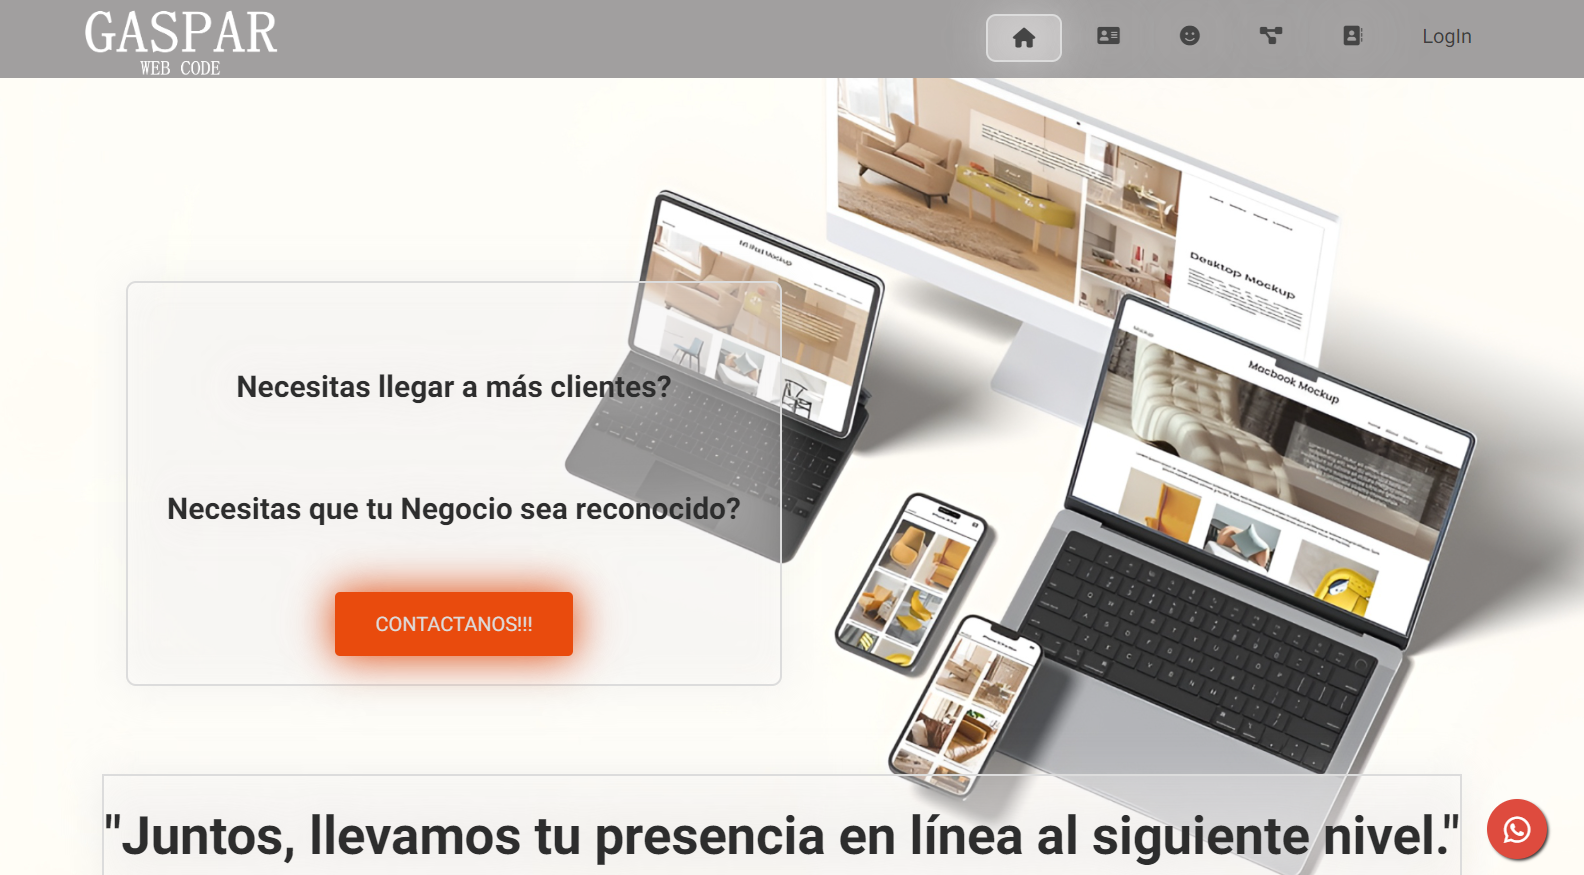 GASPAR
WEB CODE
LogIn
Desktop Mockup
Macbook Mockup
Necesitas llegar a más clientes?
Necesitas que tu Negocio sea reconocido?
CONTACTANOS!!!
"Juntos, llevamos tu presencia en línea al siguiente nivel."